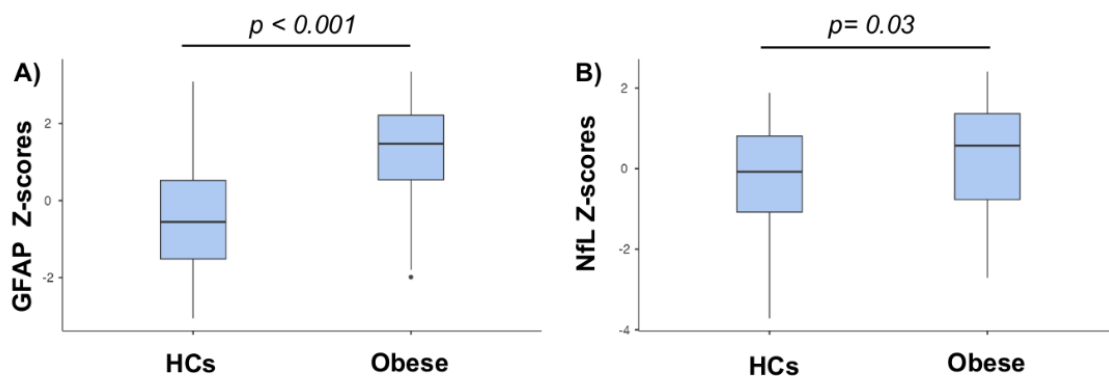 p < 0.001
A)
GFAP Z-scores
2
0
-2
HCs
Obese
p= 0.03
B)
NfL Z-scores
2
0
-2
-4
HCs
Obese